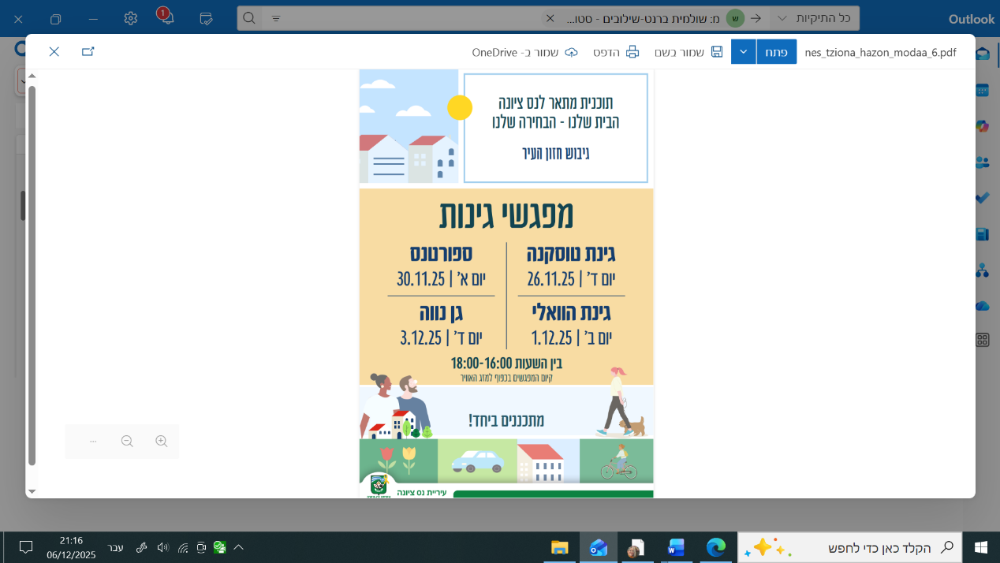 Outlook
כל התיקיות
ש
מ: שולמית ברנט-שילובים - סטו...
1
nes_tziona_hazon_modaa_6.pdf
פתח
שמור בשם
הדפס
שמור ב- OneDrive
תוכנית מתאר לנס ציונה
הבית שלנו - הבחירה שלנו
גיבוש חזון העיר
מפגשי גינות
גינת טוסקנה
יום ד' | 26.11.25
ספורטנס
יום א' | 30.11.25
גינת הוואלי
יום ב' | 1.12.25
גן נווה
יום ד' | 3.12.25
בין השעות 18:00-16:00
קיום המפגשים בכפוף למזג האוויר
מתכננים ביחד!
עיריית נס ציונה
הקלד כאן כדי לחפש
עבר
21:16
06/12/2025